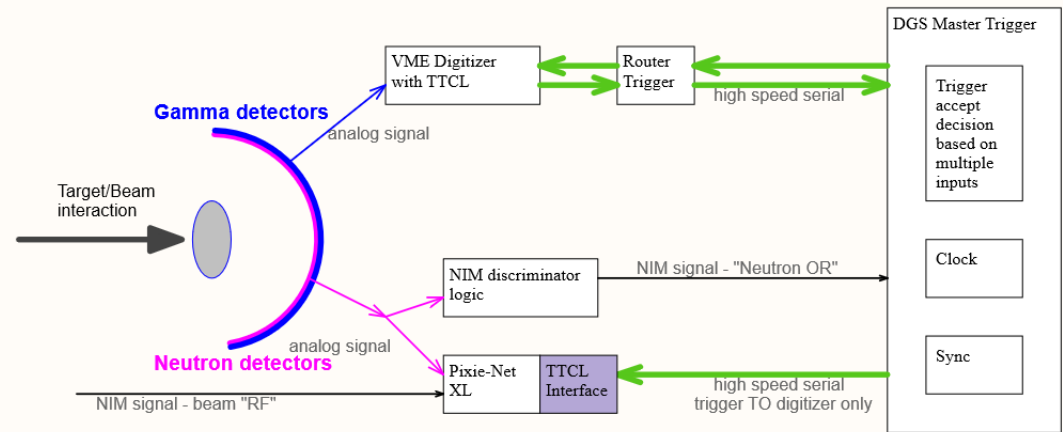 DGS Master Trigger
VME Digitizer
with TTCL
Router
Trigger
high speed serial
Trigger
accept
decision
based on
multiple
inputs
Gamma detectors
analog signal
Target/Beam
interaction
NIM discriminator
logic
NIM signal - "Neutron OR"
Clock
analog signal
Neutron detectors
Pixie-Net
XL
TTCL
Interface
high speed serial
trigger TO digitizer only
Sync
NIM signal - beam "RF"